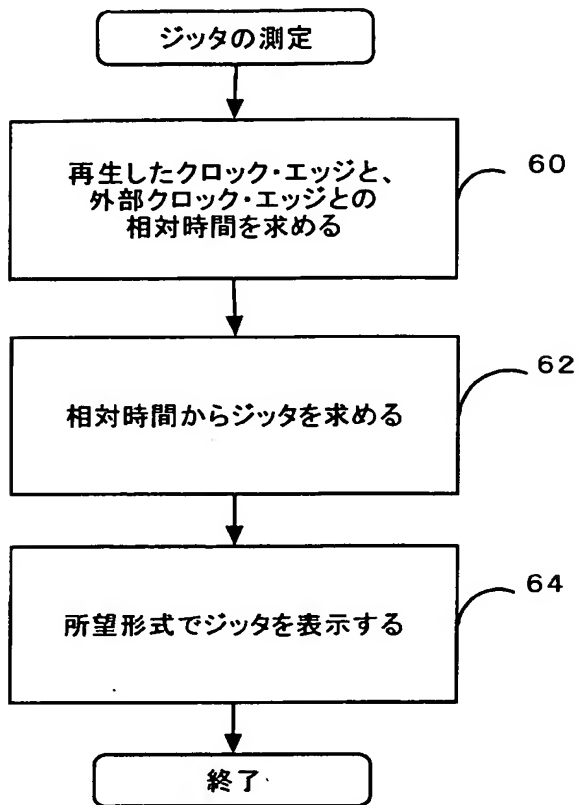 ジッタの測定
再生したクロック・エッジと、
外部クロック・エッジとの
相対時間を求める
60
相対時間からジッタを求める
62
所望形式でジッタを表示する
64
終了